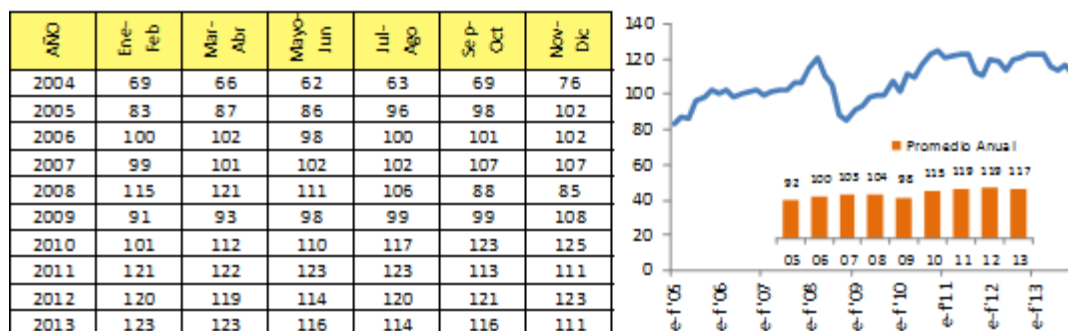 AÑO Ene-Feb Mar-Abr Mayo-Jun Jul-Ago Sep-Oct Nov-Dic
2004 69 66 62 63 69 76
2005 83 87 86 96 98 102
2006 100 102 98 100 101 102
2007 99 101 102 102 107 107
2008 115 121 111 106 88 85
2009 91 93 98 99 99 108
2010 101 112 110 117 123 125
2011 121 122 123 123 113 111
2012 120 119 114 120 121 123
2013 123 123 116 114 116 111
140
120
100
80
60
40
20
0
Promedio Anual
92 100 103 104 98 115 119 119 117
05 06 07 08 09 10 11 12 13
e-f'05 e-f'06 e-f'07 e-f'08 e-f'09 e-f'10 e-f'11 e-f'12 e-f'13